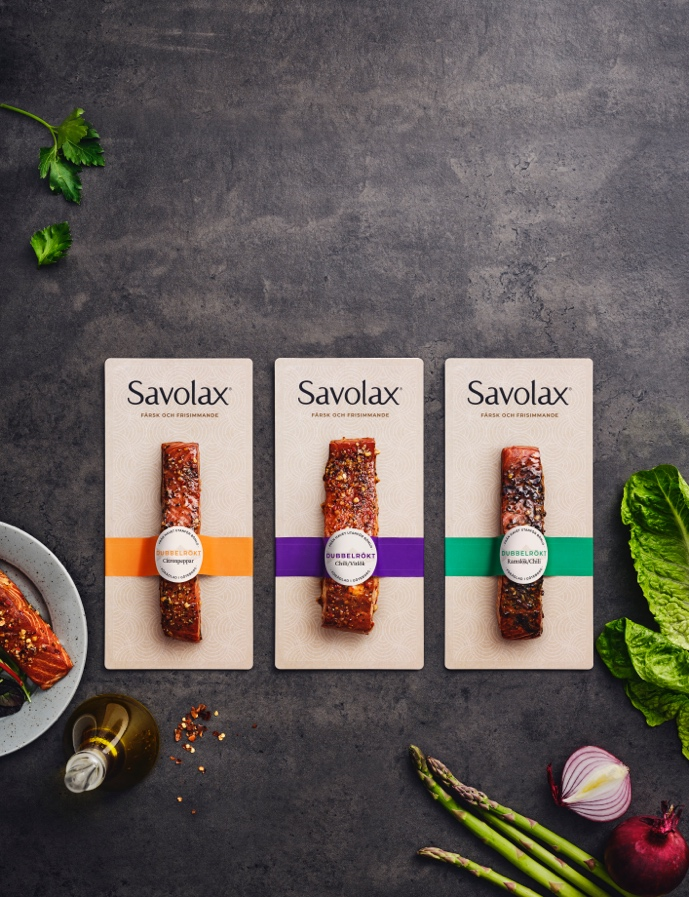 Savolax®
FÄRSK OCH FRISIMMANDE
DUBBELRÖKT
Citronpeppar
Savolax®
FÄRSK OCH FRISIMMANDE
DUBBELRÖKT
Chili/Vitlök
Savolax®
FÄRSK OCH FRISIMMANDE
DUBBELRÖKT
Ramslök/Chili